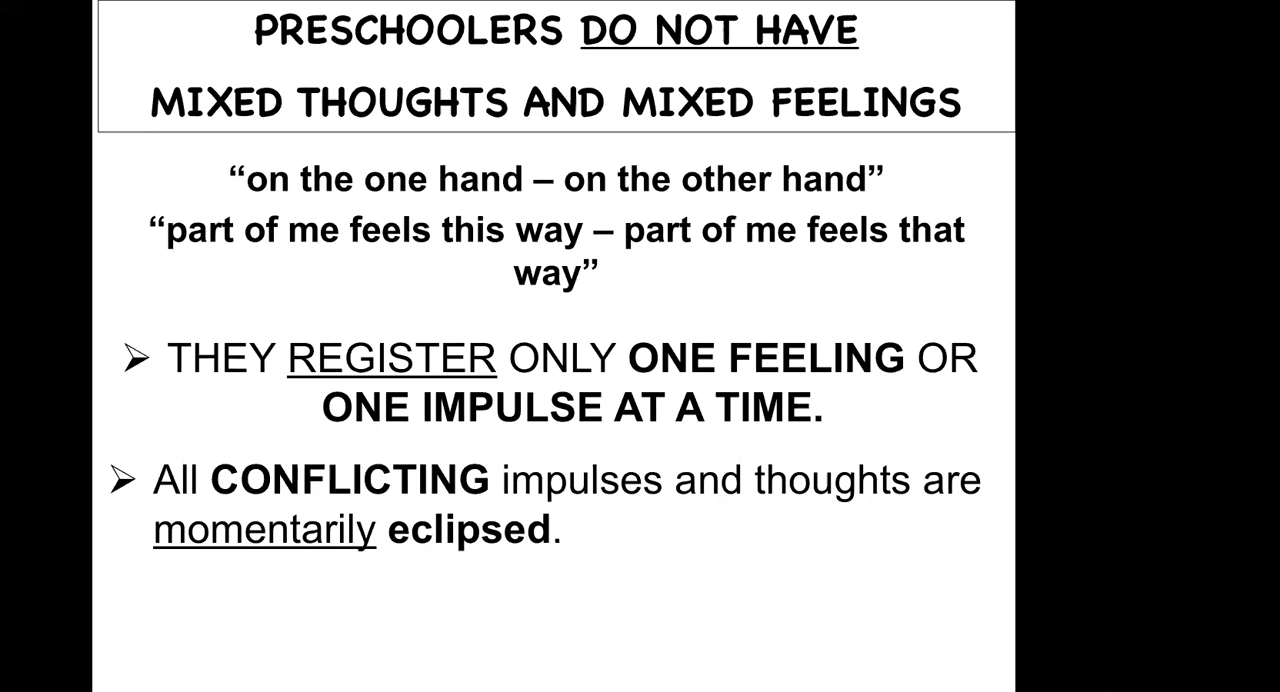 PRESCHOOLERS DO NOT HAVE
MIXED THOUGHTS AND MIXED FEELINGS
“on the one hand – on the other hand”
“part of me feels this way – part of me feels that
way”
➢ THEY REGISTER ONLY ONE FEELING OR
ONE IMPULSE AT A TIME.
➢ All CONFLICTING impulses and thoughts are
momentarily eclipsed.